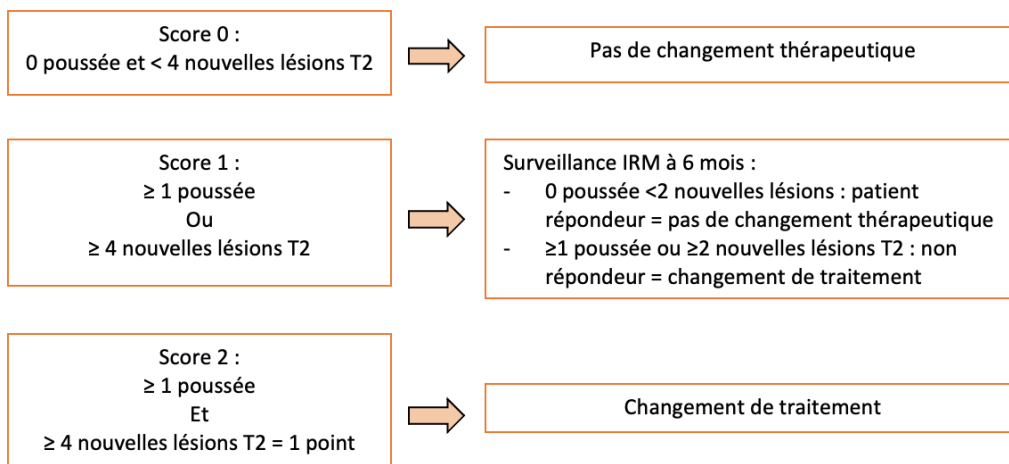 Score 0 :
0 poussée et < 4 nouvelles lésions T2
Pas de changement thérapeutique
Score 1 :
≥ 1 poussée
Ou
≥ 4 nouvelles lésions T2
Surveillance IRM à 6 mois :
- 0 poussée <2 nouvelles lésions : patient
répondeur = pas de changement thérapeutique
- ≥1 poussée ou ≥2 nouvelles lésions T2 : non
répondeur = changement de traitement
Score 2 :
≥ 1 poussée
Et
≥ 4 nouvelles lésions T2 = 1 point
Changement de traitement